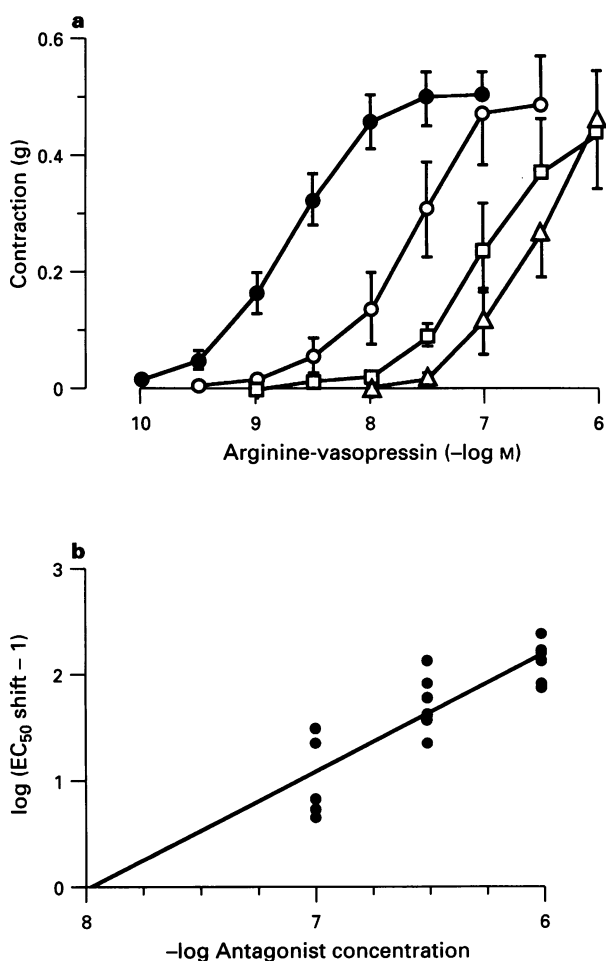 a
0.6
0.4
0.2
0
Contraction (g)
10 9 8 7 6
Arginine-vasopressin (–log M)
b
3
2
1
0
log (EC50 shift – 1)
8 7 6
–log Antagonist concentration